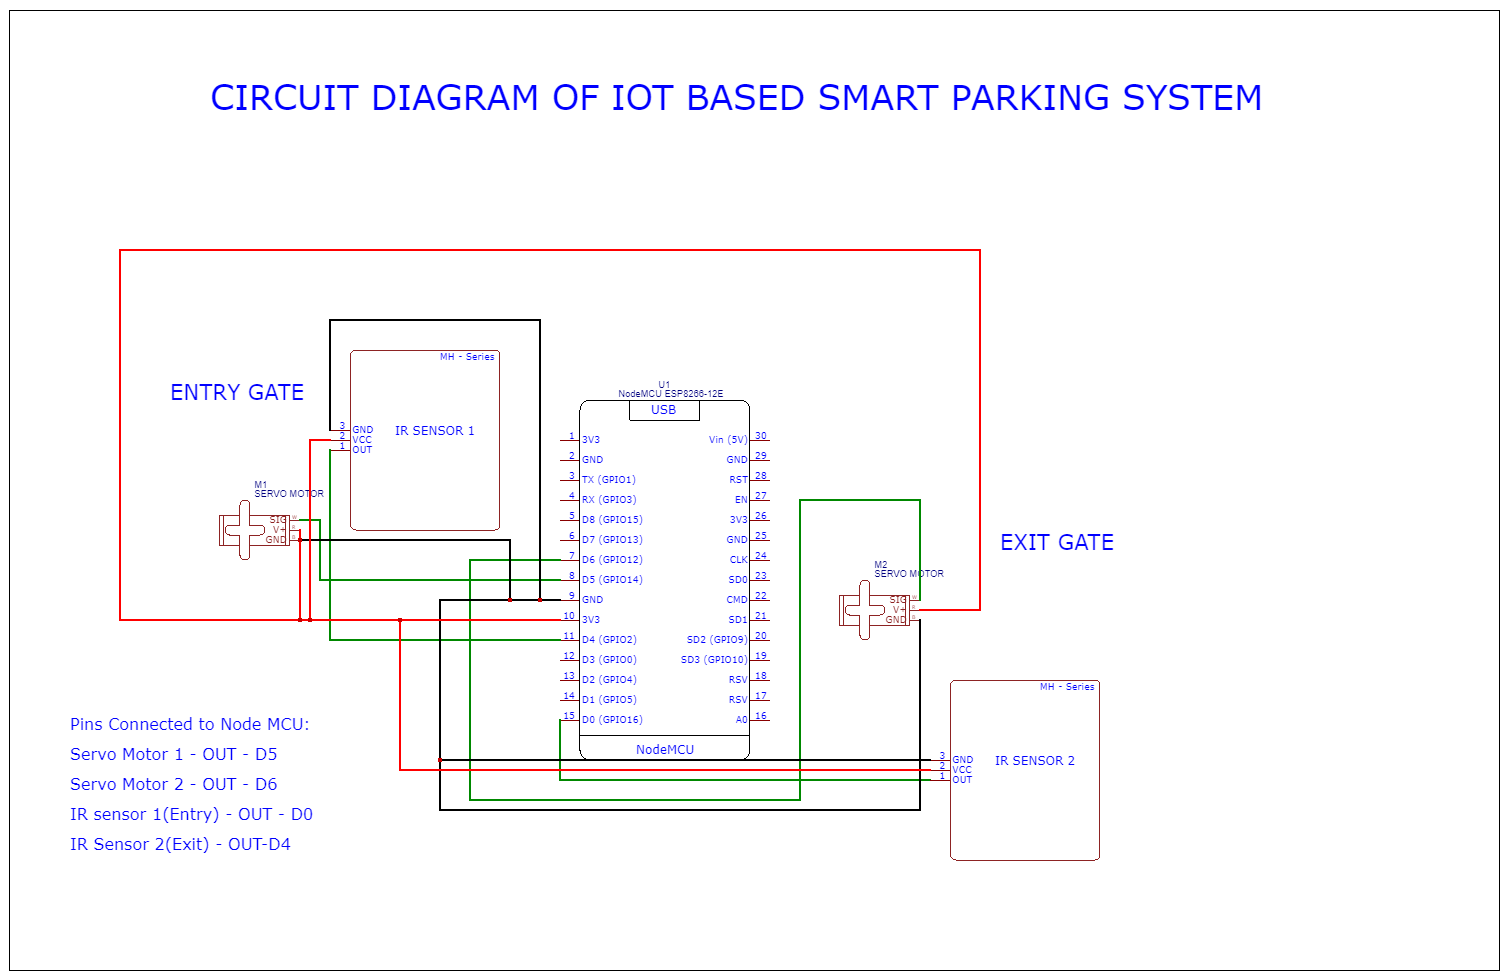 CIRCUIT DIAGRAM OF IOT BASED SMART PARKING SYSTEM
ENTRY GATE
MH - Series
IR SENSOR 1
3 GND
2 VCC
1 OUT
M1
SERVO MOTOR
SIG
V+
GND
U1
NodeMCU ESP8266-12E
USB
1 3V3
2 GND
3 TX (GPIO1)
4 RX (GPIO3)
5 D8 (GPIO15)
6 D7 (GPIO13)
7 D6 (GPIO12)
8 D5 (GPIO14)
9 GND
10 3V3
11 D4 (GPIO2)
12 D3 (GPIO0)
13 D2 (GPIO4)
14 D1 (GPIO5)
15 D0 (GPIO16)
Vin (5V) 30
GND 29
RST 28
EN 27
3V3 26
GND 25
CLK 24
SD0 23
CMD 22
SD1 21
SD2 (GPIO9) 20
SD3 (GPIO10) 19
RSV 18
RSV 17
A0 16
NodeMCU
EXIT GATE
M2
SERVO MOTOR
SIG
V+
GND
MH - Series
IR SENSOR 2
3 GND
2 VCC
1 OUT
Pins Connected to Node MCU:
Servo Motor 1 - OUT - D5
Servo Motor 2 - OUT - D6
IR sensor 1(Entry) - OUT - D0
IR Sensor 2(Exit) - OUT-D4